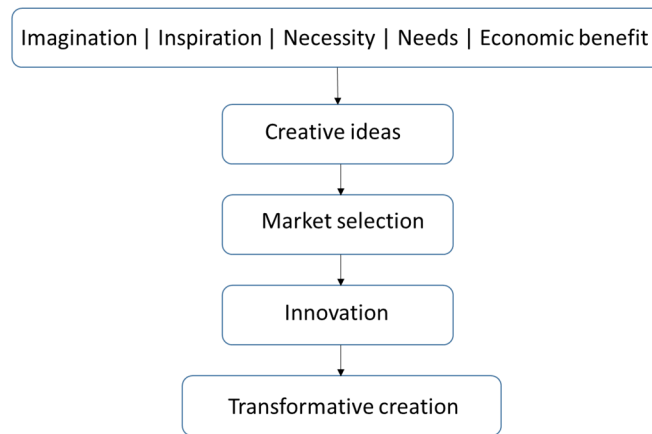 Imagination | Inspiration | Necessity | Needs | Economic benefit
Creative ideas
Market selection
Innovation
Transformative creation